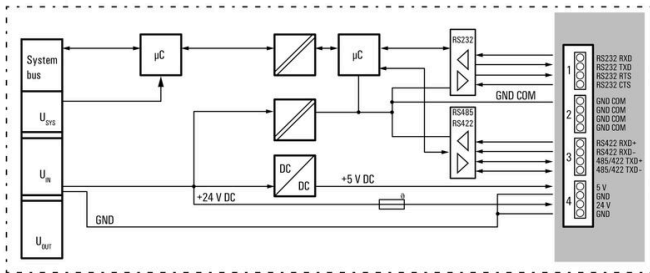 System
bus
U SYS
U IN
U OUT
µC
µC
DC
DC
+24 V DC
GND
+5 V DC
GND COM
RS232
RS485
RS422
1
2
3
4
RS232 RXD
RS232 TXD
RS232 RTS
RS232 CTS
GND COM
GND COM
GND COM
GND COM
RS422 RXD+
RS422 RXD-
485/422 TXD+
485/422 TXD-
5 V
GND
24 V
GND